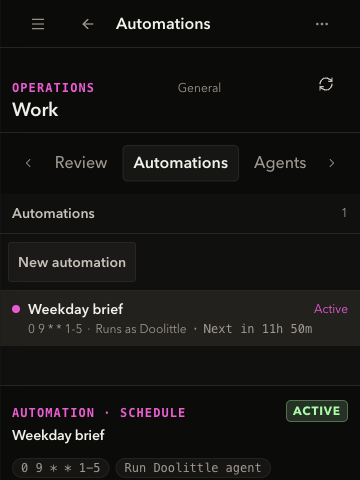 Automations
OPERATIONS
General
Work
Review
Automations
Agents
Automations
1
New automation
Weekday brief
Active
0 9 * * 1-5 · Runs as Doolittle · Next in 11h 50m
AUTOMATION · SCHEDULE
ACTIVE
Weekday brief
0 9 * * 1-5
Run Doolittle agent